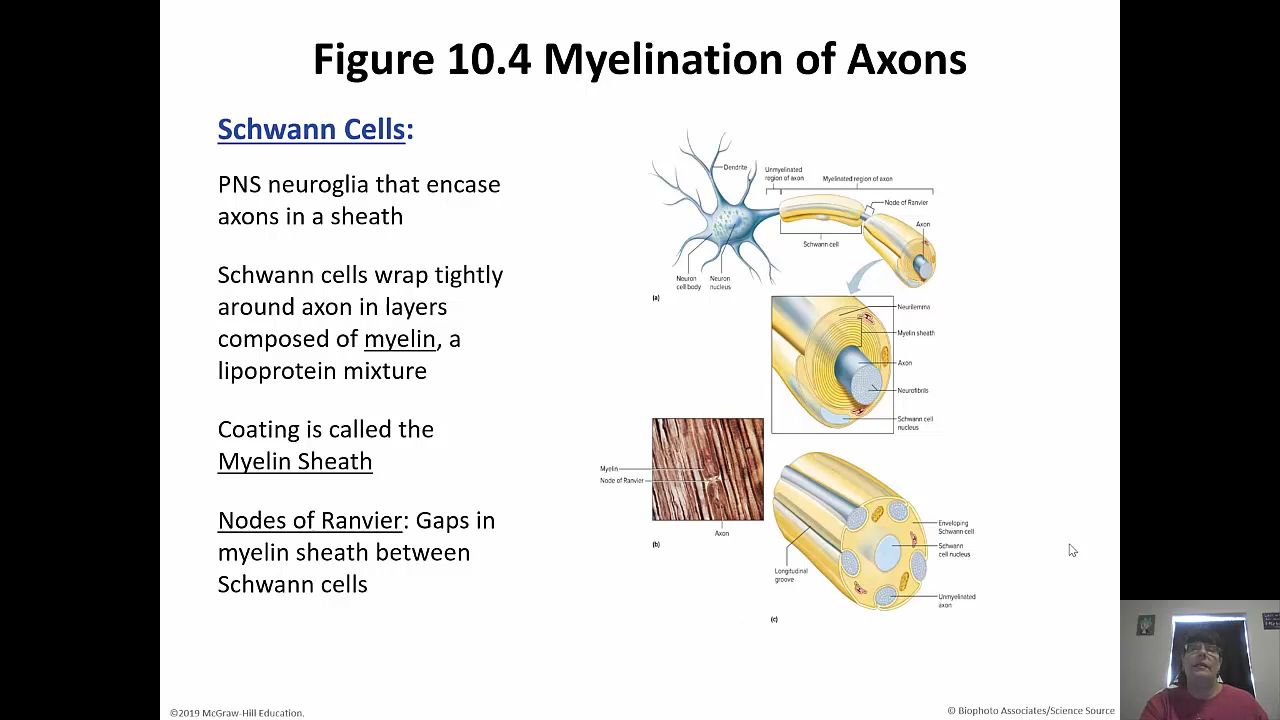 Figure 10.4 Myelination of Axons
Schwann Cells:
PNS neuroglia that encase
axons in a sheath
Schwann cells wrap tightly
around axon in layers
composed of myelin, a
lipoprotein mixture
Coating is called the
Myelin Sheath
Nodes of Ranvier: Gaps in
myelin sheath between
Schwann cells
Dendrite
Unmyelinated
region of axon
Myelinated region of axon
Node of Ranvier
Axon
Schwann cell
Neuron
cell body
Neuron
nucleus
(a)
Neurilemma
Myelin sheath
Axon
Neurofibrils
Schwann cell
nucleus
Myelin
Node of Ranvier
Axon
(b)
Enveloping
Schwann cell
Schwann
cell nucleus
Longitudinal
groove
Unmyelinated
axon
(c)
©2019 McGraw-Hill Education.
© Biophoto Associates/Science Source